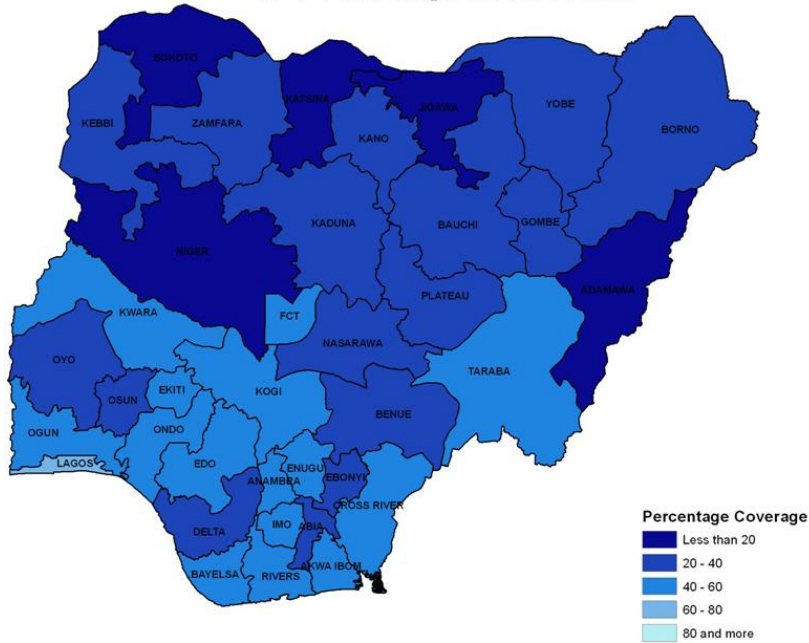 SOKOTO
KATSINA
JIGAWA
YOBE
BORNO
KEBBI
ZAMFARA
KANO
KADUNA
BAUCHI
GOMBE
NIGER
ADAMAWA
PLATEAU
KWARA
FCT
NASARAWA
TARABA
OYO
OSUN
EKITI
KOGI
BENUE
OGUN
ONDO
EDO
LAGOS
ANAMBRA
ENUGU
EBONYI
CROSS RIVER
DELTA
IMO
ABIA
BAYELSA
RIVERS
AKWA IBOM
Percentage Coverage
Less than 20
20 - 40
40 - 60
60 - 80
80 and more